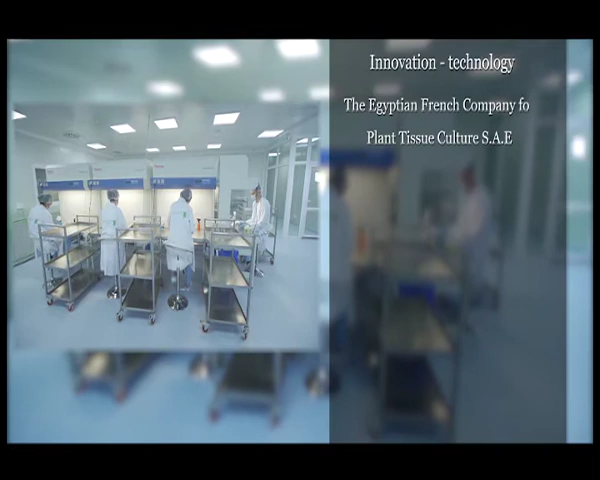 Innovation - technology
The Egyptian French Company fo
Plant Tissue Culture S.A.E